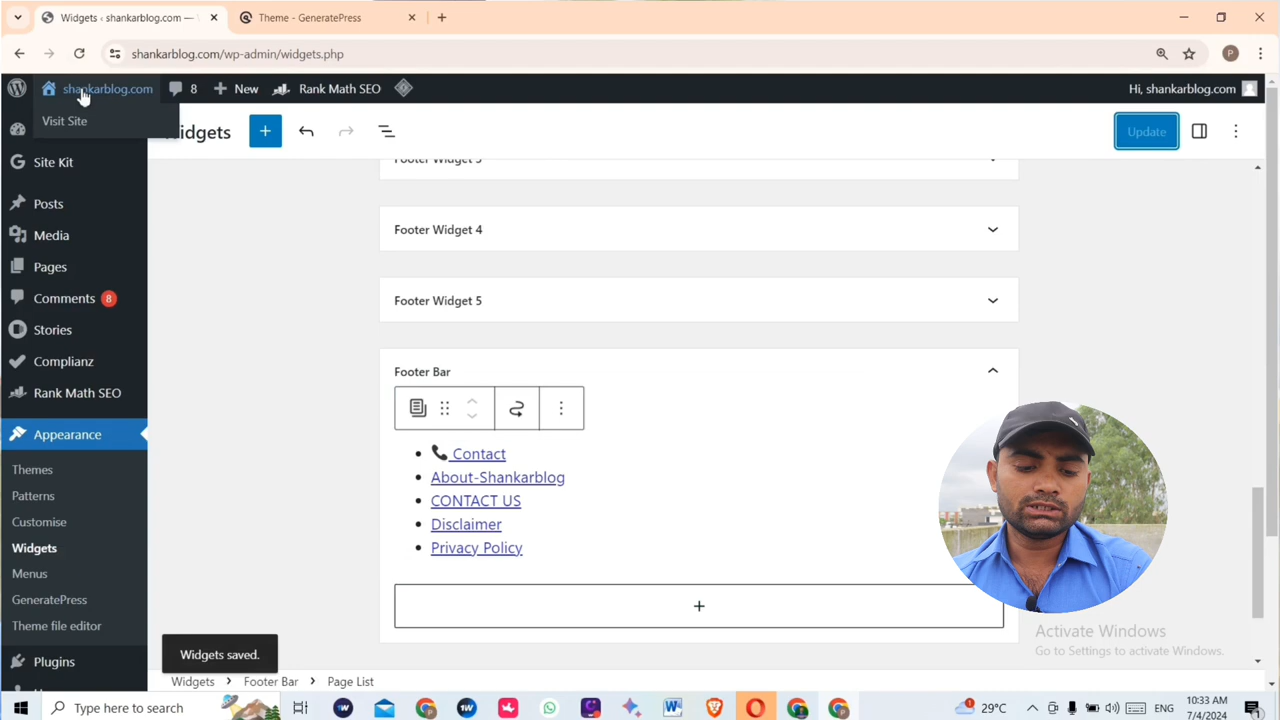 Widgets ‹ shankarblog.com —
Theme - GeneratePress
shankarblog.com/wp-admin/widgets.php
P
shankarblog.com
8
New
Rank Math SEO
Hi, shankarblog.com
Visit Site
Widgets
Update
Site Kit
Posts
Media
Pages
Comments 8
Stories
Complianz
Rank Math SEO
Appearance
Themes
Patterns
Customise
Widgets
Menus
GeneratePress
Theme file editor
Plugins
Footer Widget 4
Footer Widget 5
Footer Bar
Contact
About-Shankarblog
CONTACT US
Disclaimer
Privacy Policy
Widgets saved.
Activate Windows
Go to Settings to activate Windows.
Widgets
Footer Bar
Page List
Type here to search
29°C
ENG
10:33 AM
7/4/2024